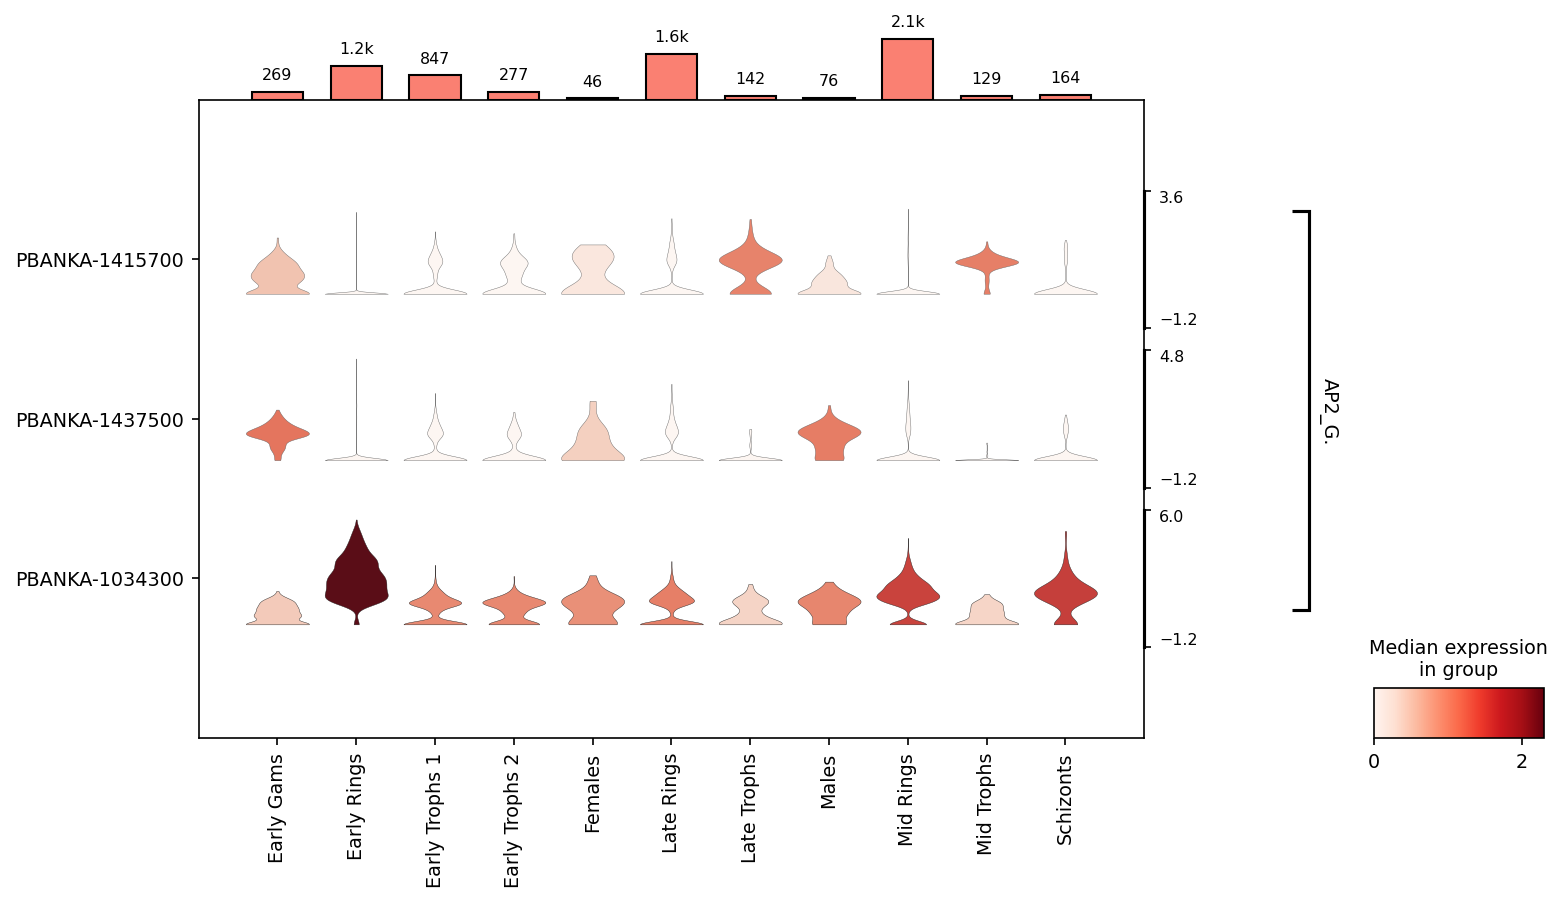 269
1.2k
847
277
46
1.6k
142
76
2.1k
129
164
PBANKA-1415700
3.6
−1.2
PBANKA-1437500
4.8
−1.2
PBANKA-1034300
6.0
−1.2
AP2_G.
Early Gams
Early Rings
Early Trophs 1
Early Trophs 2
Females
Late Rings
Late Trophs
Males
Mid Rings
Mid Trophs
Schizonts
Median expression
in group
0
2